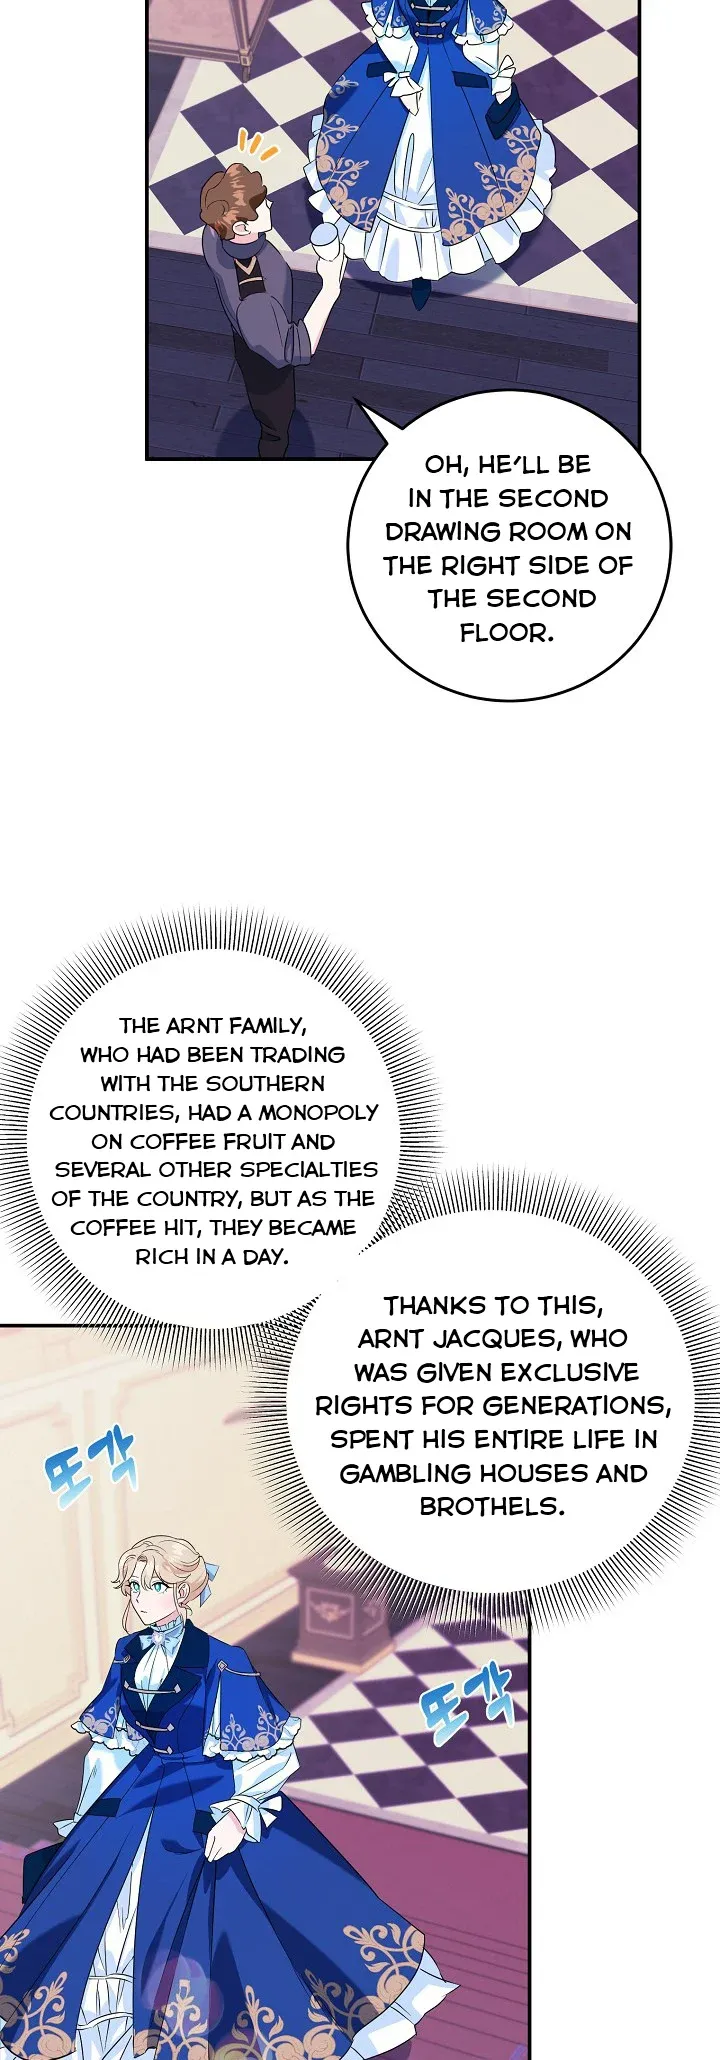 OH, HE'LL BE
IN THE SECOND
DRAWING ROOM ON
THE RIGHT SIDE OF
THE SECOND
FLOOR.
THE ARNT FAMILY,
WHO HAD BEEN TRADING
WITH THE SOUTHERN
COUNTRIES, HAD A MONOPOLY
ON COFFEE FRUIT AND
SEVERAL OTHER SPECIALTIES
OF THE COUNTRY, BUT AS THE
COFFEE HIT, THEY BECAME
RICH IN A DAY.
THANKS TO THIS,
ARNT JACQUES, WHO
WAS GIVEN EXCLUSIVE
RIGHTS FOR GENERATIONS,
SPENT HIS ENTIRE LIFE IN
GAMBLING HOUSES AND
BROTHELS.
또각
또각